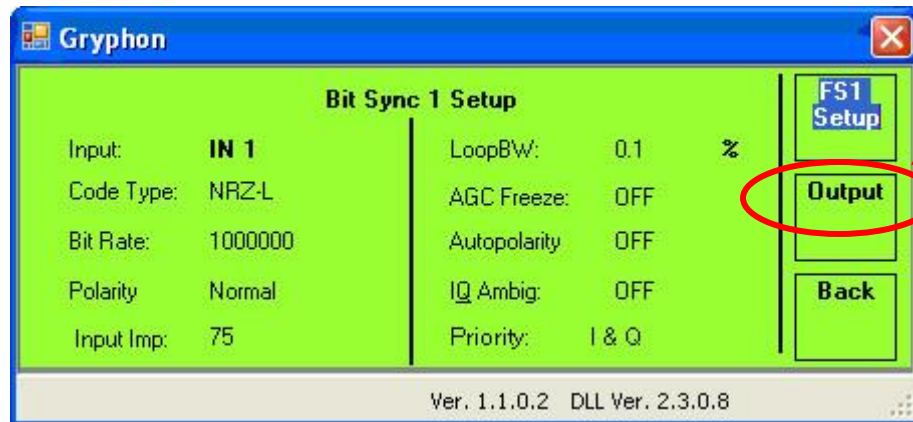 Gryphon
Bit Sync 1 Setup
Input: IN 1
Code Type: NRZ-L
Bit Rate: 1000000
Polarity Normal
Input Imp: 75
LoopBW: 0.1 %
AGC Freeze: OFF
Autopolarity OFF
IQ Ambig: OFF
Priority: I & Q
FS1
Setup
Output
Back
Ver. 1.1.0.2 DLL Ver. 2.3.0.8